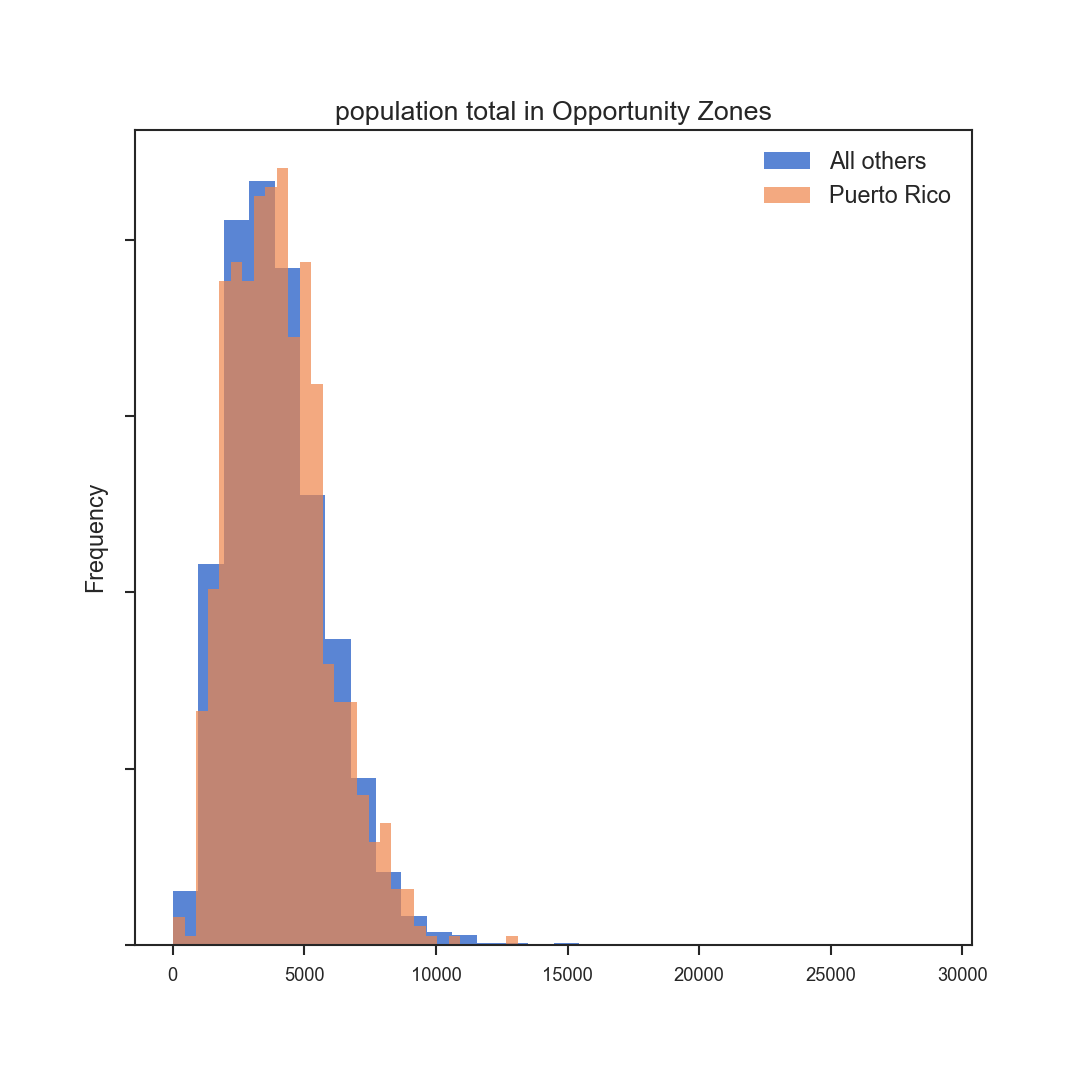 population total in Opportunity Zones
All others
Puerto Rico
Frequency
0
5000
10000
15000
20000
25000
30000